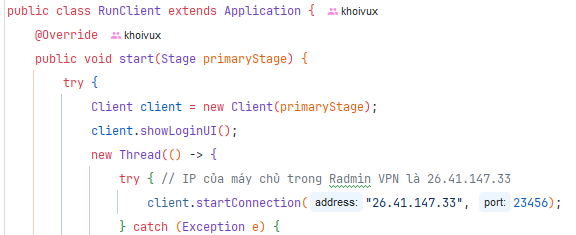 public class RunClient extends Application { khoivux
@Override khoivux
public void start(Stage primaryStage) {
try {
Client client = new Client(primaryStage);
client.showLoginUI();
new Thread(() -> {
try { // IP của máy chủ trong Radmin VPN là 26.41.147.33
client.startConnection( address: "26.41.147.33", port: 23456);
} catch (Exception e) {